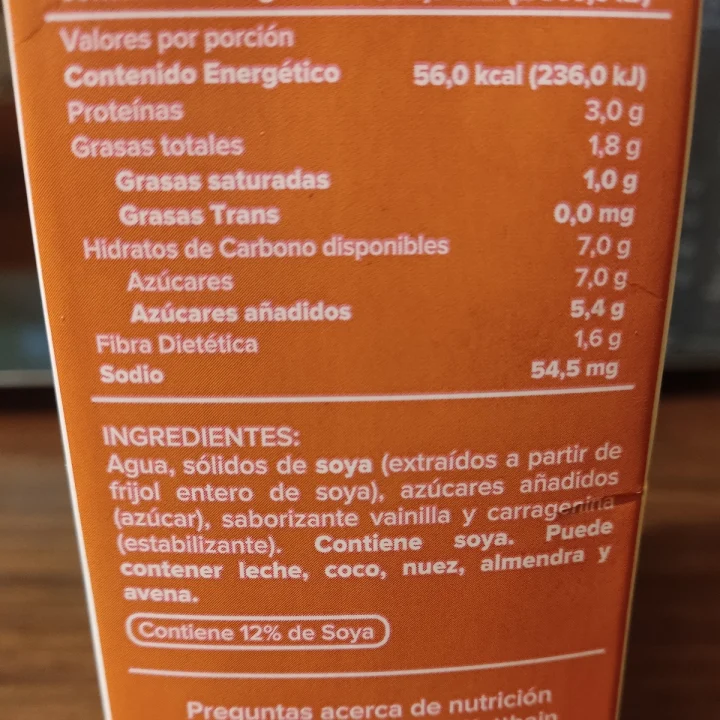 Valores por porción
Contenido Energético 56,0 kcal (236,0 kJ)
Proteínas 3,0 g
Grasas totales 1,8 g
Grasas saturadas 1,0 g
Grasas Trans 0,0 mg
Hidratos de Carbono disponibles 7,0 g
Azúcares 7,0 g
Azúcares añadidos 5,4 g
Fibra Dietética 1,6 g
Sodio 54,5 mg
INGREDIENTES:
Agua, sólidos de soya (extraídos a partir de
frijol entero de soya), azúcares añadidos
(azúcar), saborizante vainilla y carragenina
(estabilizante). Contiene soya. Puede
contener leche, coco, nuez, almendra y
avena.
Contiene 12% de Soya
Preguntas acerca de nutrición